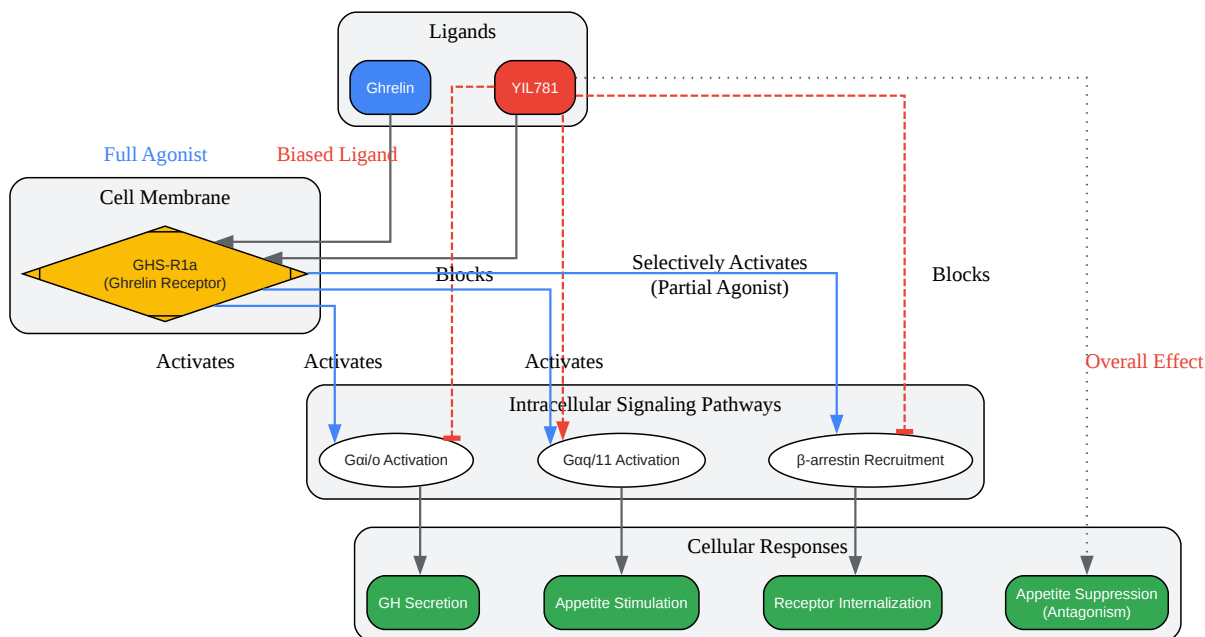 Ligands
Ghrelin
YIL781
Full Agonist
Biased Ligand
Cell Membrane
GHS-R1a
(Ghrelin Receptor)
Blocks
Selectively Activates
(Partial Agonist)
Blocks
Activates
Activates
Activates
Overall Effect
Intracellular Signaling Pathways
Gαi/o Activation
Gαq/11 Activation
β-arrestin Recruitment
Cellular Responses
GH Secretion
Appetite Stimulation
Receptor Internalization
Appetite Suppression
(Antagonism)